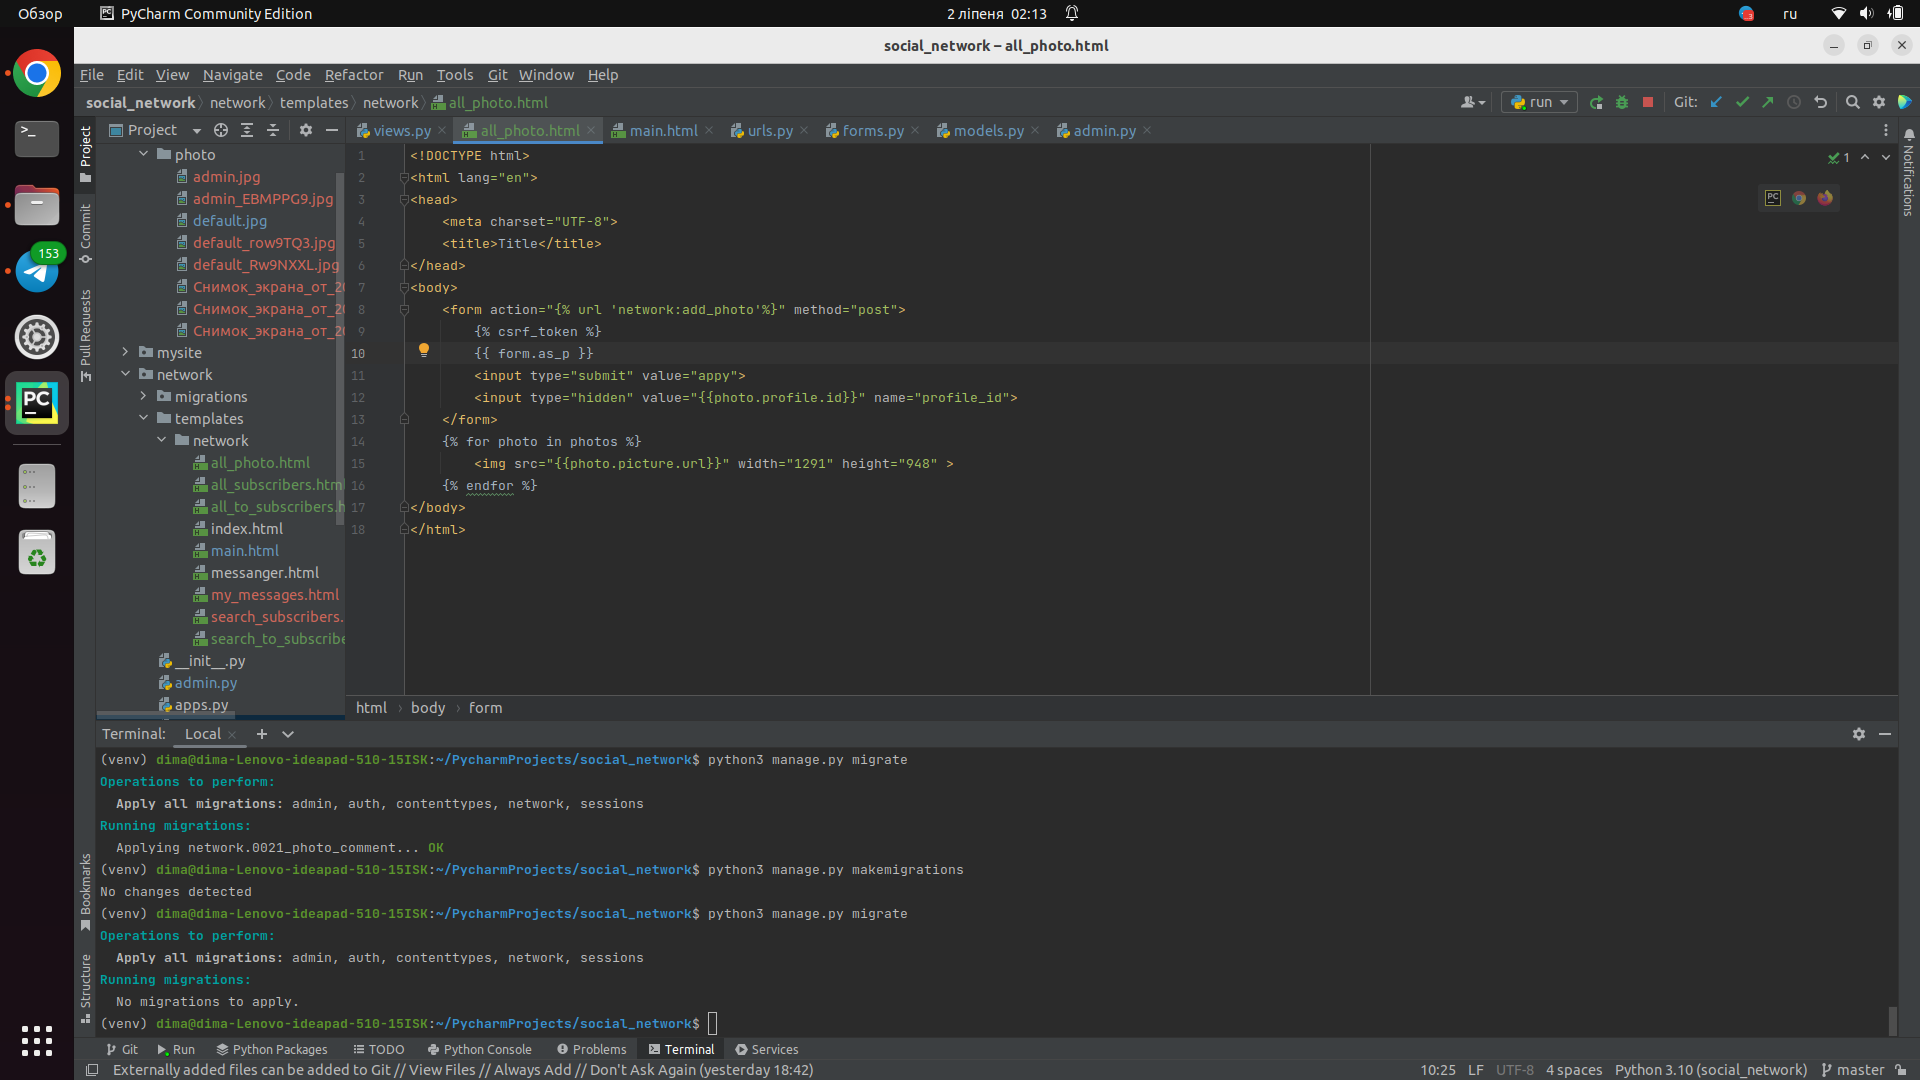 Обзор
PyCharm Community Edition
2 ліпеня 02:13
ru
social_network – all_photo.html
File Edit View Navigate Code Refactor Run Tools Git Window Help
social_network network templates network all_photo.html
run
Git:
Project
views.py
all_photo.html
main.html
urls.py
forms.py
models.py
admin.py
153
Project
Commit
Pull Requests
Bookmarks
Structure
Notifications
photo
admin.jpg
admin_EBMPPG9.jpg
default.jpg
default_row9TQ3.jpg
default_Rw9NXXL.jpg
Снимок_экрана_от_20
Снимок_экрана_от_20
Снимок_экрана_от_20
mysite
network
migrations
templates
network
all_photo.html
all_subscribers.html
all_to_subscribers.h
index.html
main.html
messanger.html
my_messages.html
search_subscribers.
search_to_subscribe
__init__.py
admin.py
apps.py
1 <!DOCTYPE html>
2 <html lang="en">
3 <head>
4 <meta charset="UTF-8">
5 <title>Title</title>
6 </head>
7 <body>
8 <form action="{% url 'network:add_photo'%}" method="post">
9 {% csrf_token %}
10 {{ form.as_p }}
11 <input type="submit" value="appy">
12 <input type="hidden" value="{{photo.profile.id}}" name="profile_id">
13 </form>
14 {% for photo in photos %}
15 <img src="{{photo.picture.url}}" width="1291" height="948" >
16 {% endfor %}
17 </body>
18 </html>
1
html body form
Terminal: Local
(venv) dima@dima-Lenovo-ideapad-510-15ISK:~/PycharmProjects/social_network$ python3 manage.py migrate
Operations to perform:
Apply all migrations: admin, auth, contenttypes, network, sessions
Running migrations:
Applying network.0021_photo_comment... OK
(venv) dima@dima-Lenovo-ideapad-510-15ISK:~/PycharmProjects/social_network$ python3 manage.py makemigrations
No changes detected
(venv) dima@dima-Lenovo-ideapad-510-15ISK:~/PycharmProjects/social_network$ python3 manage.py migrate
Operations to perform:
Apply all migrations: admin, auth, contenttypes, network, sessions
Running migrations:
No migrations to apply.
(venv) dima@dima-Lenovo-ideapad-510-15ISK:~/PycharmProjects/social_network$
Git Run Python Packages TODO Python Console Problems Terminal Services
Externally added files can be added to Git // View Files // Always Add // Don't Ask Again (yesterday 18:42)
10:25 LF UTF-8 4 spaces Python 3.10 (social_network) master